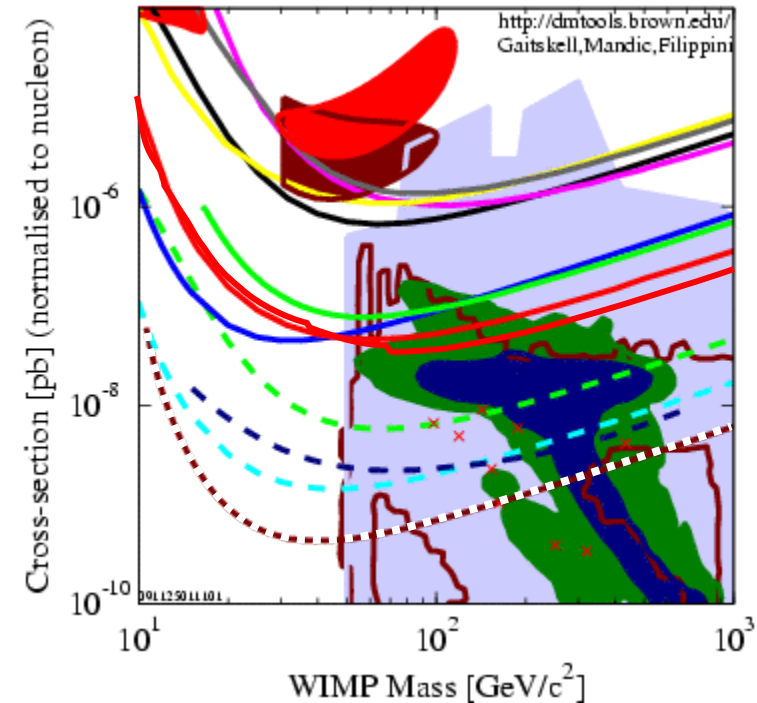 http://dmtools.brown.edu/
Gaitskell,Mandic,Filippini
Cross-section [pb] (normalised to nucleon)
10^-6
10^-8
10^-10
091125011101
10^1
10^2
10^3
WIMP Mass [GeV/c^2]